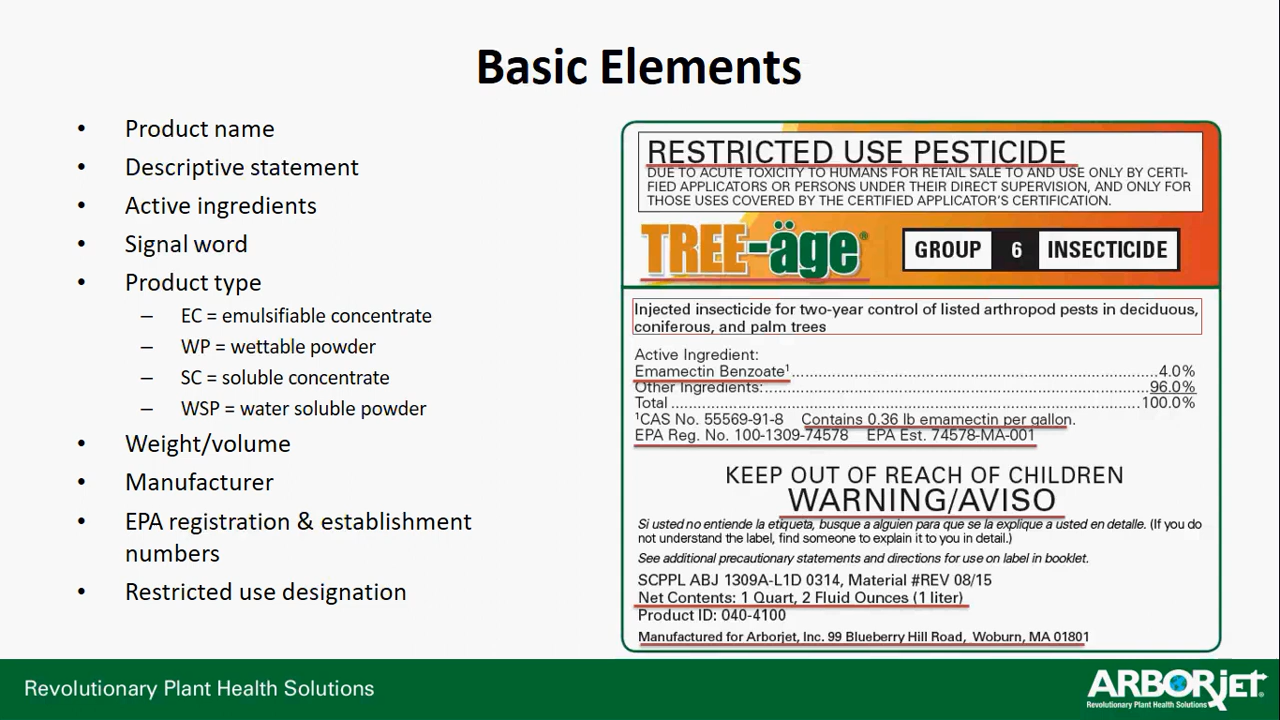 Basic Elements
• Product name
• Descriptive statement
• Active ingredients
• Signal word
• Product type
– EC = emulsifiable concentrate
– WP = wettable powder
– SC = soluble concentrate
– WSP = water soluble powder
• Weight/volume
• Manufacturer
• EPA registration & establishment
numbers
• Restricted use designation
RESTRICTED USE PESTICIDE
DUE TO ACUTE TOXICITY TO HUMANS FOR RETAIL SALE TO AND USE ONLY BY CERTI-
FIED APPLICATORS OR PERSONS UNDER THEIR DIRECT SUPERVISION, AND ONLY FOR
THOSE USES COVERED BY THE CERTIFIED APPLICATOR'S CERTIFICATION.
TREE-äge®
GROUP 6 INSECTICIDE
Injected insecticide for two-year control of listed arthropod pests in deciduous,
coniferous, and palm trees
Active Ingredient:
Emamectin Benzoate¹ 4.0%
Other Ingredients: 96.0%
Total 100.0%
¹CAS No. 55569-91-8 Contains 0.36 lb emamectin per gallon.
EPA Reg. No. 100-1309-74578 EPA Est. 74578-MA-001
KEEP OUT OF REACH OF CHILDREN
WARNING/AVISO
Si usted no entiende la etiqueta, busque a alguien para que se la explique a usted en detalle. (If you do
not understand the label, find someone to explain it to you in detail.)
See additional precautionary statements and directions for use on label in booklet.
SCPPL ABJ 1309A-L1D 0314, Material #REV 08/15
Net Contents: 1 Quart, 2 Fluid Ounces (1 liter)
Product ID: 040-4100
Manufactured for Arborjet, Inc. 99 Blueberry Hill Road, Woburn, MA 01801
Revolutionary Plant Health Solutions
ARBORjet®
Revolutionary Plant Health Solutions